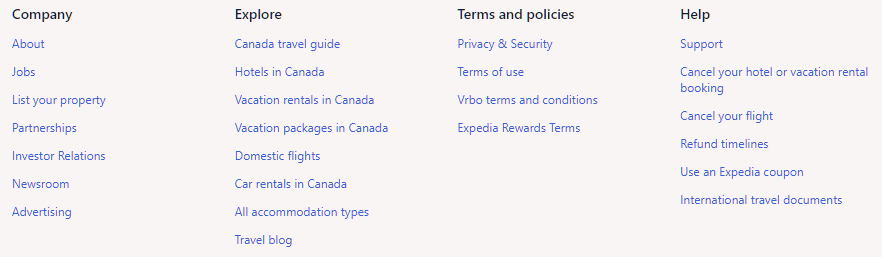 Company
About
Jobs
List your property
Partnerships
Investor Relations
Newsroom
Advertising
Explore
Canada travel guide
Hotels in Canada
Vacation rentals in Canada
Vacation packages in Canada
Domestic flights
Car rentals in Canada
All accommodation types
Travel blog
Terms and policies
Privacy & Security
Terms of use
Vrbo terms and conditions
Expedia Rewards Terms
Help
Support
Cancel your hotel or vacation rental
booking
Cancel your flight
Refund timelines
Use an Expedia coupon
International travel documents